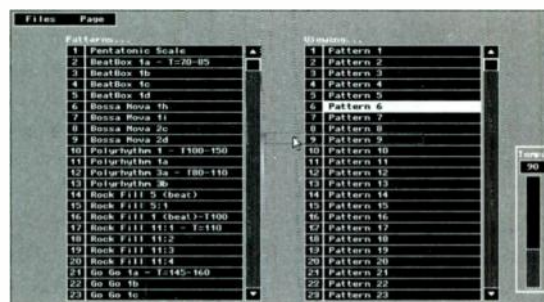 Files Page
Patterns...
1 Pentatonic Scale
2 BeatBox 1a - T=70-85
3 BeatBox 1b
4 BeatBox 1c
5 BeatBox 1d
6 Bossa Nova 1h
7 Bossa Nova 1i
8 Bossa Nova 2c
9 Bossa Nova 2d
10 Polyrhythm 1 - T100-150
11 Polyrhythm 1a
12 Polyrhythm 3a - T80-110
13 Polyrhythm 3b
14 Rock Fill 5 (beat)
15 Rock Fill 5:1
16 Rock Fill 1 (beat)-T100
17 Rock Fill 11:1 - T=110
18 Rock Fill 11:2
19 Rock Fill 11:3
20 Rock Fill 11:4
21 Go Go 1a - T=145-160
22 Go Go 1b
23 Go Go 1c
Viewing...
1 Pattern 1
2 Pattern 2
3 Pattern 3
4 Pattern 4
5 Pattern 5
6 Pattern 6
7 Pattern 7
8 Pattern 8
9 Pattern 9
10 Pattern 10
11 Pattern 11
12 Pattern 12
13 Pattern 13
14 Pattern 14
15 Pattern 15
16 Pattern 16
17 Pattern 17
18 Pattern 18
19 Pattern 19
20 Pattern 20
21 Pattern 21
22 Pattern 22
23 Pattern 23
Tempo
90